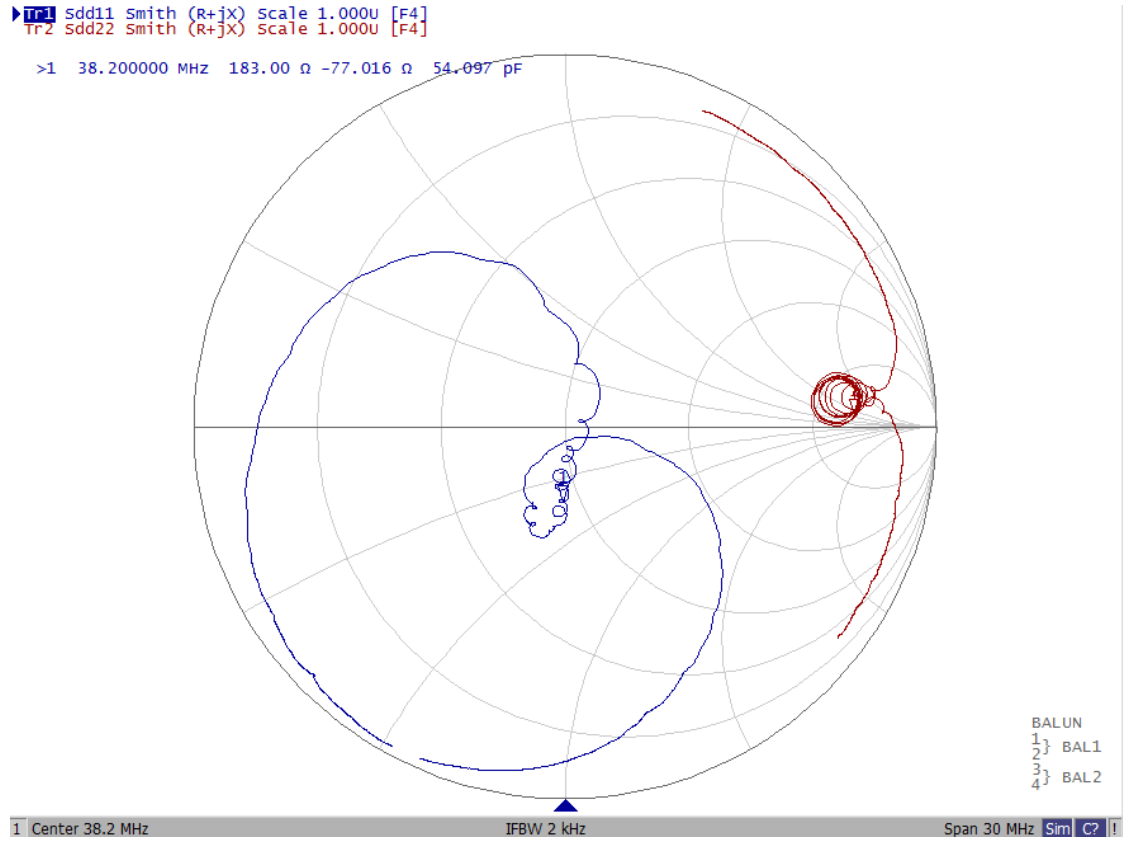 Tr1 Sdd11 Smith (R+jX) Scale 1.000U [F4]
Tr2 Sdd22 Smith (R+jX) Scale 1.000U [F4]
>1 38.200000 MHz 183.00 Ω -77.016 Ω 54.097 pF
1
BALUN
1
2} BAL1
3
4} BAL2
1 Center 38.2 MHz IFBW 2 kHz Span 30 MHz Sim C? !